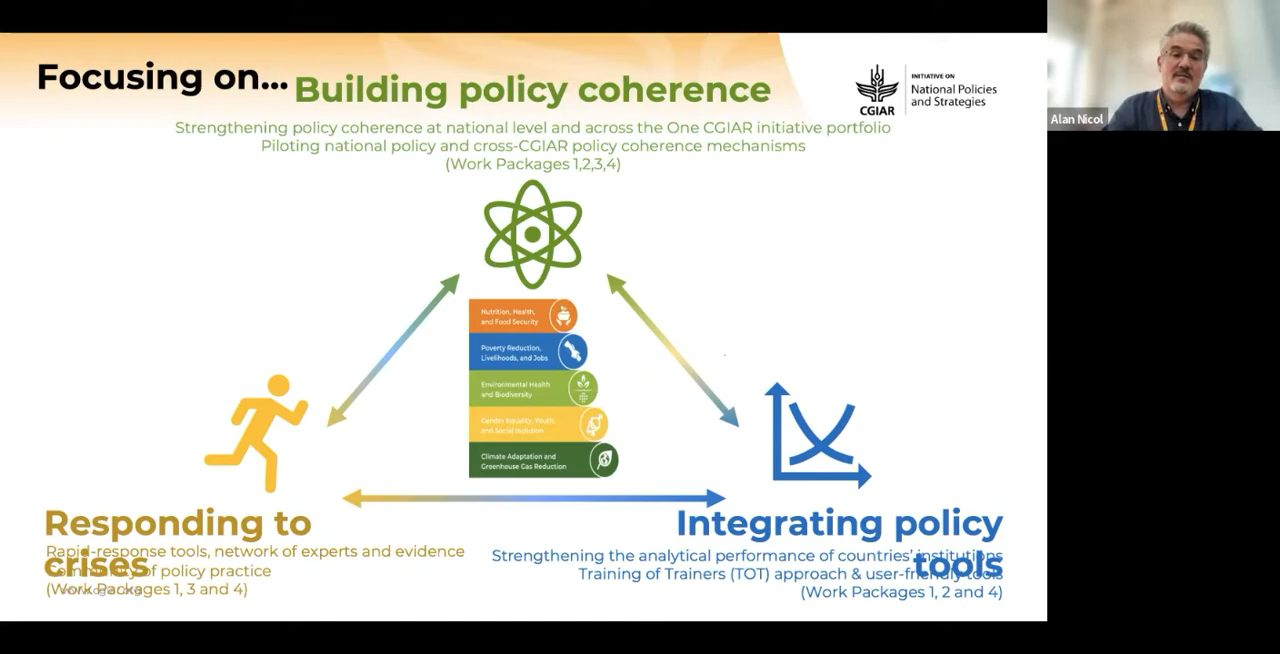 Focusing on...
Building policy coherence
INITIATIVE ON
National Policies
and Strategies
CGIAR
Strengthening policy coherence at national level and across the One CGIAR initiative portfolio
Piloting national policy and cross-CGIAR policy coherence mechanisms
(Work Packages 1,2,3,4)
Alan Nicol
Nutrition, Health,
and Food Security
Poverty Reduction,
Livelihoods, and Jobs
Environmental Health
and Biodiversity
Gender Equality, Youth,
and Social Inclusion
Climate Adaptation and
Greenhouse Gas Reduction
Responding to
crises
Rapid-response tools, network of experts and evidence
Community of policy practice
(Work Packages 1, 3 and 4)
Integrating policy
tools
Strengthening the analytical performance of countries' institutions
Training of Trainers (TOT) approach & user-friendly tools
(Work Packages 1, 2 and 4)